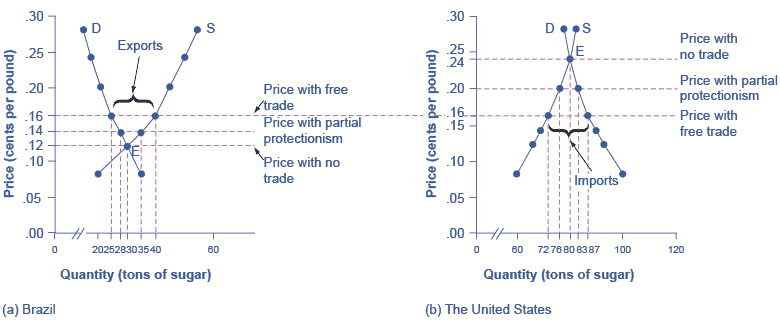 .30
D
S
Exports
.25
.20
.16
.14
.12
.10
.05
.00
E
Price with free
trade
Price with partial
protectionism
Price with no
trade
Price (cents per pound)
0
20
25
28
30
35
40
60
Quantity (tons of sugar)
(a) Brazil
.30
D
S
E
.25
24
.20
.16
.15
.10
.05
.00
Price with
no trade
Price with partial
protectionism
Price with
free trade
Imports
Price (cents per pound)
0
60
72
76
80
83
87
100
120
Quantity (tons of sugar)
(b) The United States